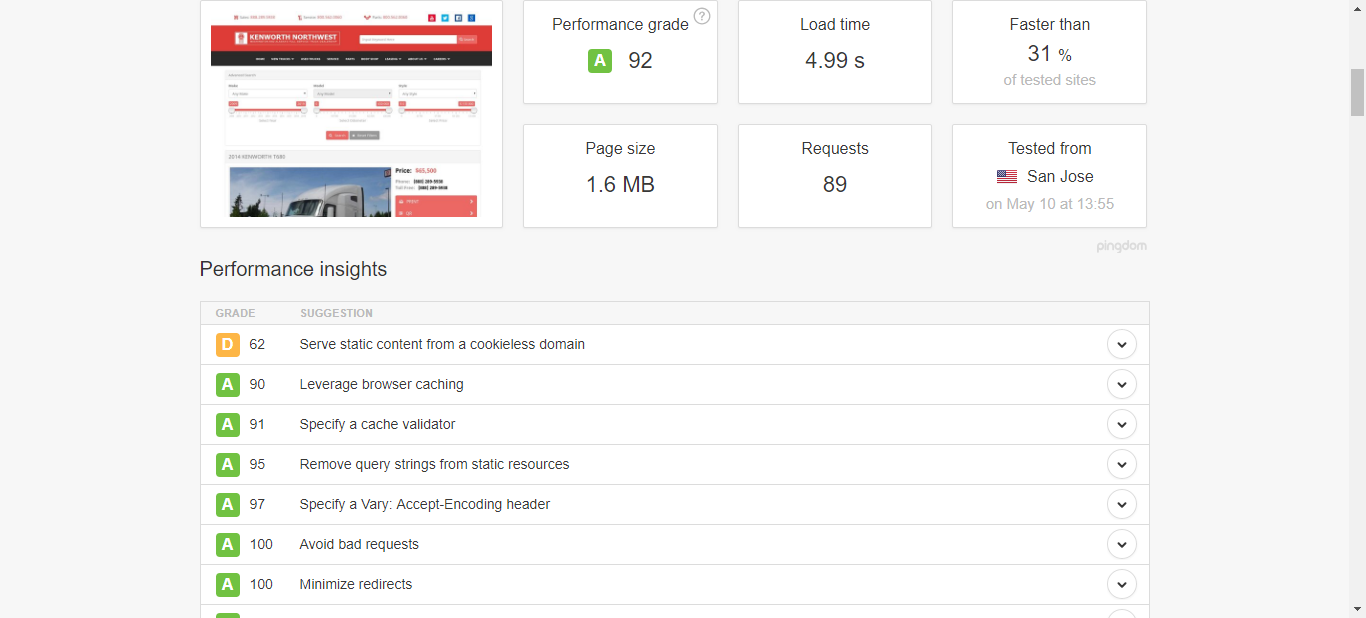 KENWORTH NORTHWEST
2014 KENWORTH T680
Price: $65,500
Performance grade ?
A 92
Load time
4.99 s
Faster than
31 %
of tested sites
Page size
1.6 MB
Requests
89
Tested from
San Jose
on May 10 at 13:55
pingdom
Performance insights
GRADE SUGGESTION
D 62 Serve static content from a cookieless domain
A 90 Leverage browser caching
A 91 Specify a cache validator
A 95 Remove query strings from static resources
A 97 Specify a Vary: Accept-Encoding header
A 100 Avoid bad requests
A 100 Minimize redirects